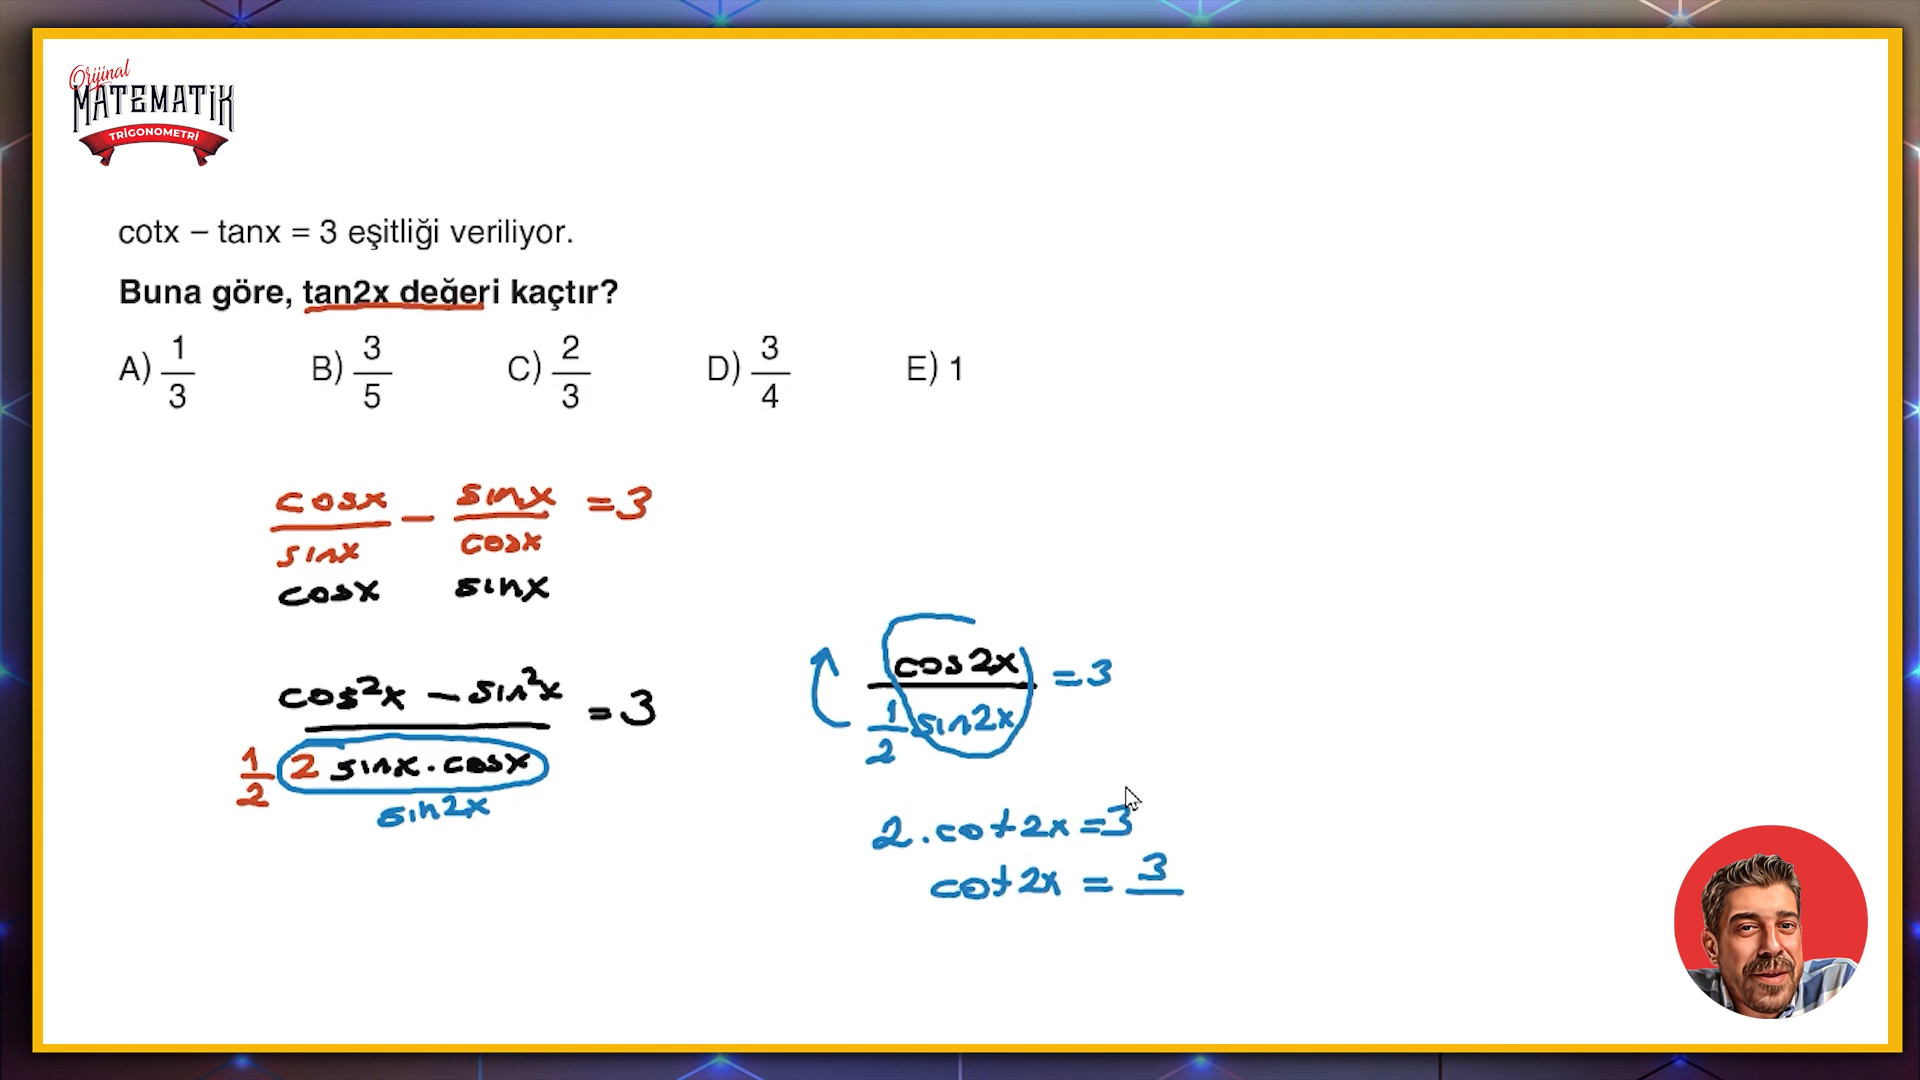 Orijinal
MATEMATİK
TRİGONOMETRİ
cotx – tanx = 3 eşitliği veriliyor.
Buna göre, tan2x değeri kaçtır?
A) 1/3 B) 3/5 C) 2/3 D) 3/4 E) 1
cosx/sinx – sinx/cosx = 3
cosx sinx
cos²x – sin²x / 1/2 2 sinx . cosx = 3
sin2x
cos2x / 1/2 sin2x = 3
2 . cot2x = 3
cot2x = 3